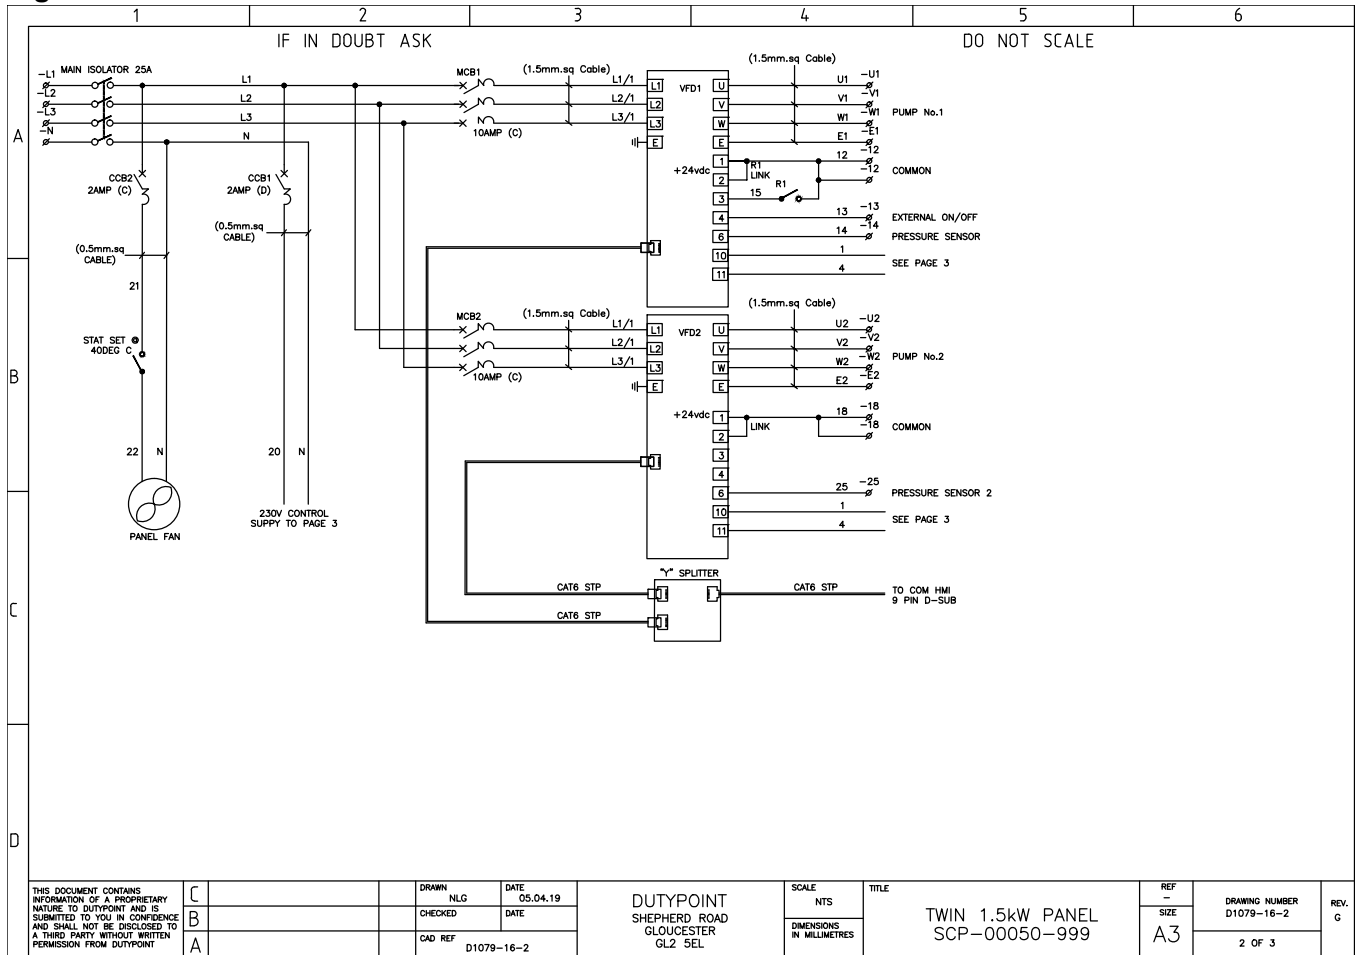 1 2 3 4 5 6
IF IN DOUBT ASK
DO NOT SCALE
A
B
C
D
-L1
-L2
-L3
-N
MAIN ISOLATOR 25A
L1
L2
L3
N
MCB1
10AMP (C)
(1.5mm.sq Cable)
L1/1
L2/1
L3/1
L1
L2
L3
E
VFD1
+24vdc
U
V
W
E
1
2
3
4
6
10
11
(1.5mm.sq Cable)
U1
V1
W1
E1
12
-U1
-V1
-W1
-E1
-12
-12
PUMP No.1
COMMON
R1
LINK
R1
15
13
-13
EXTERNAL ON/OFF
14
-14
PRESSURE SENSOR
1
4
SEE PAGE 3
CCB2
2AMP (C)
CCB1
2AMP (D)
(0.5mm.sq
CABLE)
(0.5mm.sq
CABLE)
21
STAT SET
40DEG C
22
N
PANEL FAN
20
N
230V CONTROL
SUPPY TO PAGE 3
MCB2
10AMP (C)
(1.5mm.sq Cable)
L1/1
L2/1
L3/1
L1
L2
L3
E
VFD2
+24vdc
U
V
W
E
1
2
3
4
6
10
11
(1.5mm.sq Cable)
U2
V2
W2
E2
-U2
-V2
-W2
-E2
PUMP No.2
LINK
18
-18
-18
COMMON
25
-25
PRESSURE SENSOR 2
1
4
SEE PAGE 3
"Y" SPLITTER
CAT6 STP
CAT6 STP
CAT6 STP
TO COM HMI
9 PIN D-SUB
THIS DOCUMENT CONTAINS
INFORMATION OF A PROPRIETARY
NATURE TO DUTYPOINT AND IS
SUBMITTED TO YOU IN CONFIDENCE
AND SHALL NOT BE DISCLOSED TO
A THIRD PARTY WITHOUT WRITTEN
PERMISSION FROM DUTYPOINT
C
B
A
DRAWN
NLG
DATE
05.04.19
CHECKED
DATE
CAD REF
D1079-16-2
DUTYPOINT
SHEPHERD ROAD
GLOUCESTER
GL2 5EL
SCALE
NTS
DIMENSIONS
IN MILLIMETRES
TITLE
TWIN 1.5kW PANEL
SCP-00050-999
REF
-
SIZE
A3
DRAWING NUMBER
D1079-16-2
2 OF 3
REV.
G